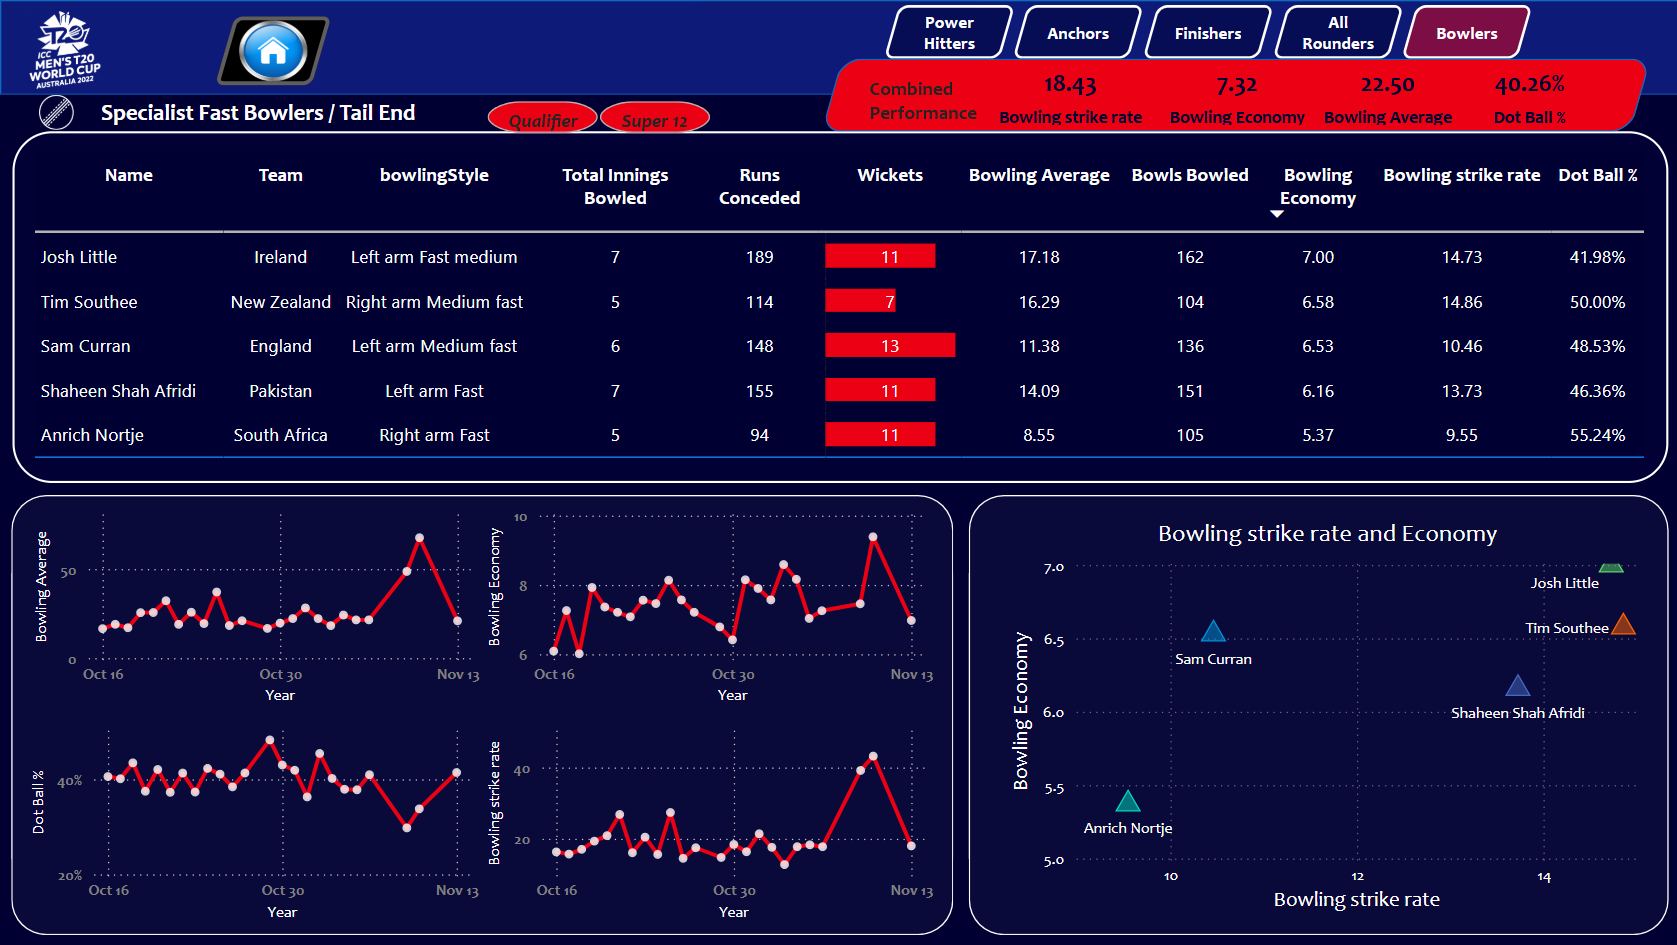 ICC
MEN'S T20
WORLD CUP
AUSTRALIA 2022
Power
Hitters
Anchors
Finishers
All
Rounders
Bowlers
Combined
Performance
18.43
Bowling strike rate
7.32
Bowling Economy
22.50
Bowling Average
40.26%
Dot Ball %
Specialist Fast Bowlers / Tail End
Qualifier
Super 12
Name Team bowlingStyle Total Innings Bowled Runs Conceded Wickets Bowling Average Bowls Bowled Bowling Economy Bowling strike rate Dot Ball %
Josh Little Ireland Left arm Fast medium 7 189 11 17.18 162 7.00 14.73 41.98%
Tim Southee New Zealand Right arm Medium fast 5 114 7 16.29 104 6.58 14.86 50.00%
Sam Curran England Left arm Medium fast 6 148 13 11.38 136 6.53 10.46 48.53%
Shaheen Shah Afridi Pakistan Left arm Fast 7 155 11 14.09 151 6.16 13.73 46.36%
Anrich Nortje South Africa Right arm Fast 5 94 11 8.55 105 5.37 9.55 55.24%
Bowling Average
50
0
Oct 16 Oct 30 Nov 13
Year
Bowling Economy
10
8
6
Oct 16 Oct 30 Nov 13
Year
Dot Ball %
40%
20%
Oct 16 Oct 30 Nov 13
Year
Bowling strike rate
40
20
Oct 16 Oct 30 Nov 13
Year
Bowling strike rate and Economy
Bowling Economy
7.0
6.5
6.0
5.5
5.0
Josh Little
Tim Southee
Sam Curran
Shaheen Shah Afridi
Anrich Nortje
10 12 14
Bowling strike rate